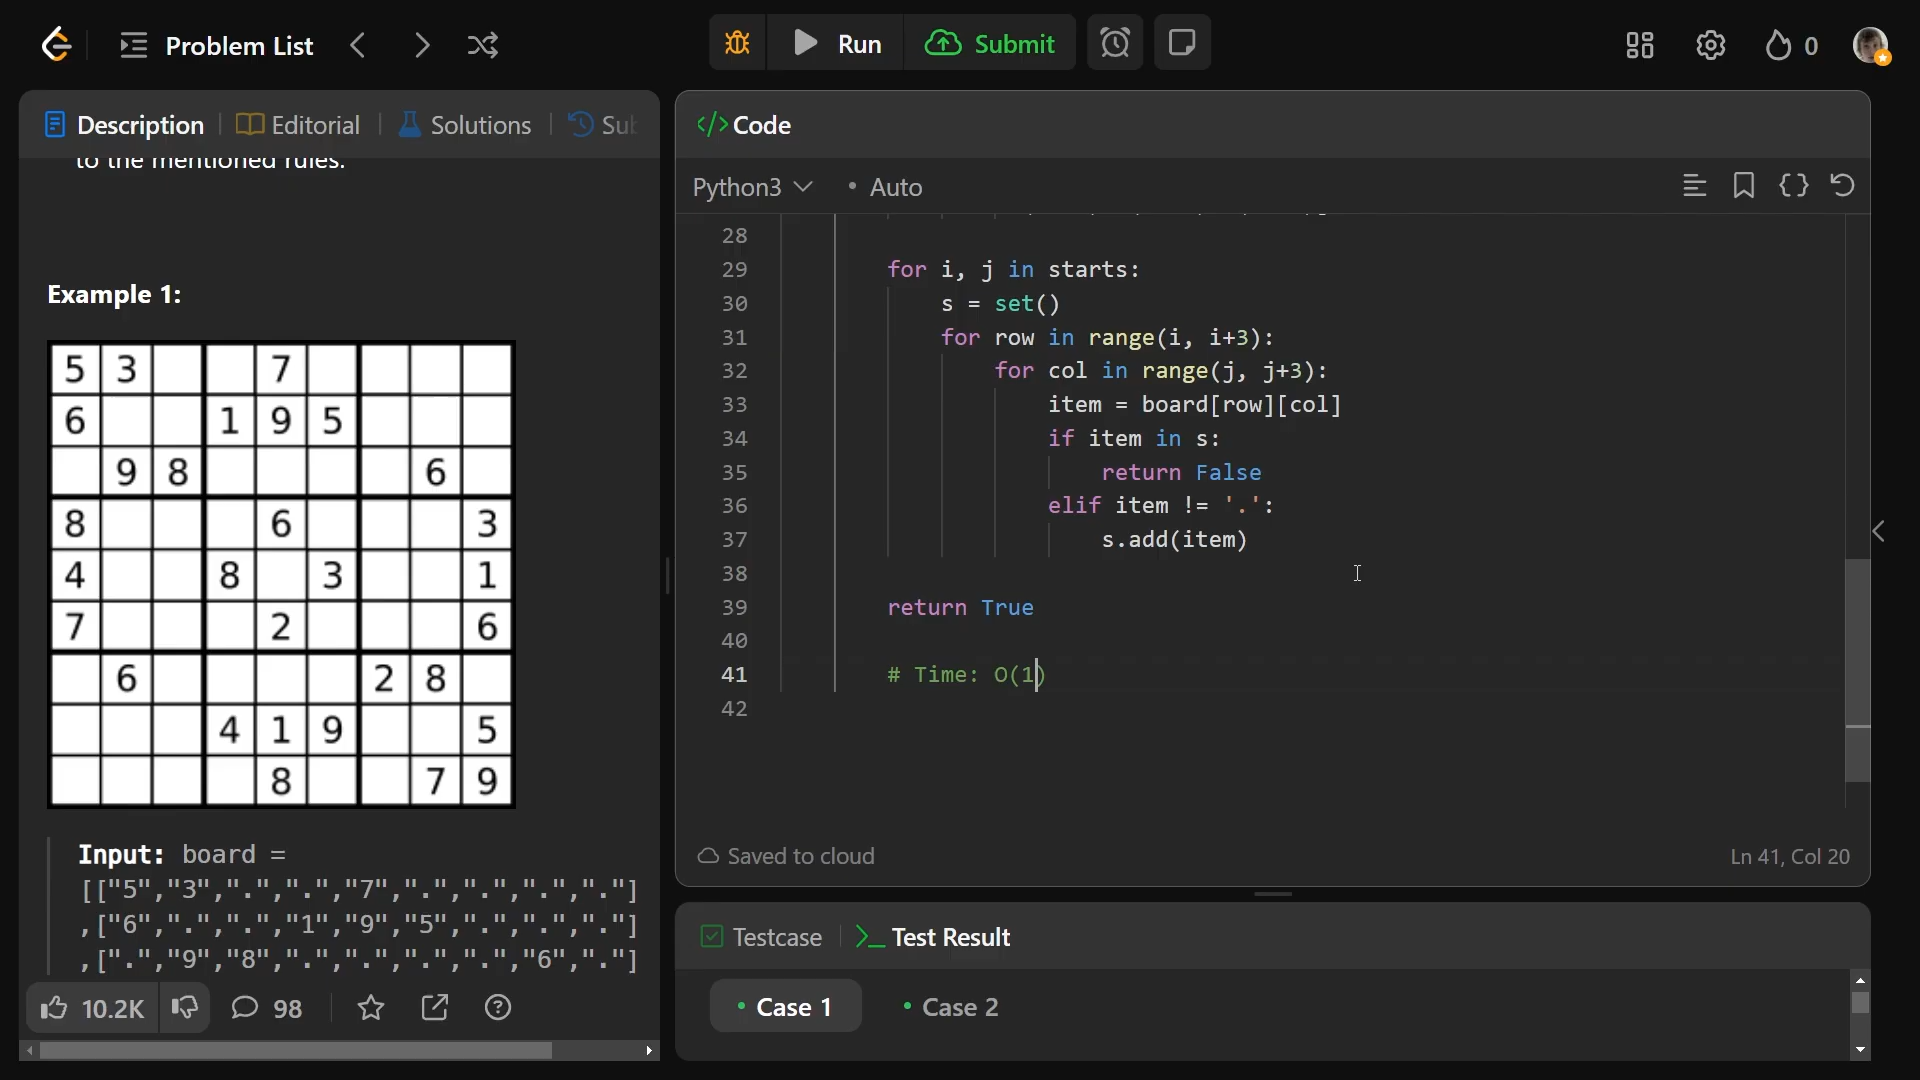 Problem List
Run
Submit
0
Description
Editorial
Solutions
Sub
to the mentioned rules.
Example 1:
5 3 7
6 1 9 5
9 8 6
8 6 3
4 8 3 1
7 2 6
6 2 8
4 1 9 5
8 7 9
Input: board =
[["5","3",".",".","7",".",".",".","."]
,["6",".",".","1","9","5",".",".","."]
,[".","9","8",".",".",".",".","6","."]
10.2K
98
</> Code
Python3
• Auto
28
29 for i, j in starts:
30 s = set()
31 for row in range(i, i+3):
32 for col in range(j, j+3):
33 item = board[row][col]
34 if item in s:
35 return False
36 elif item != '.':
37 s.add(item)
38
39 return True
40
41 # Time: O(1)
42
Saved to cloud
Ln 41, Col 20
Testcase
>_ Test Result
• Case 1
• Case 2